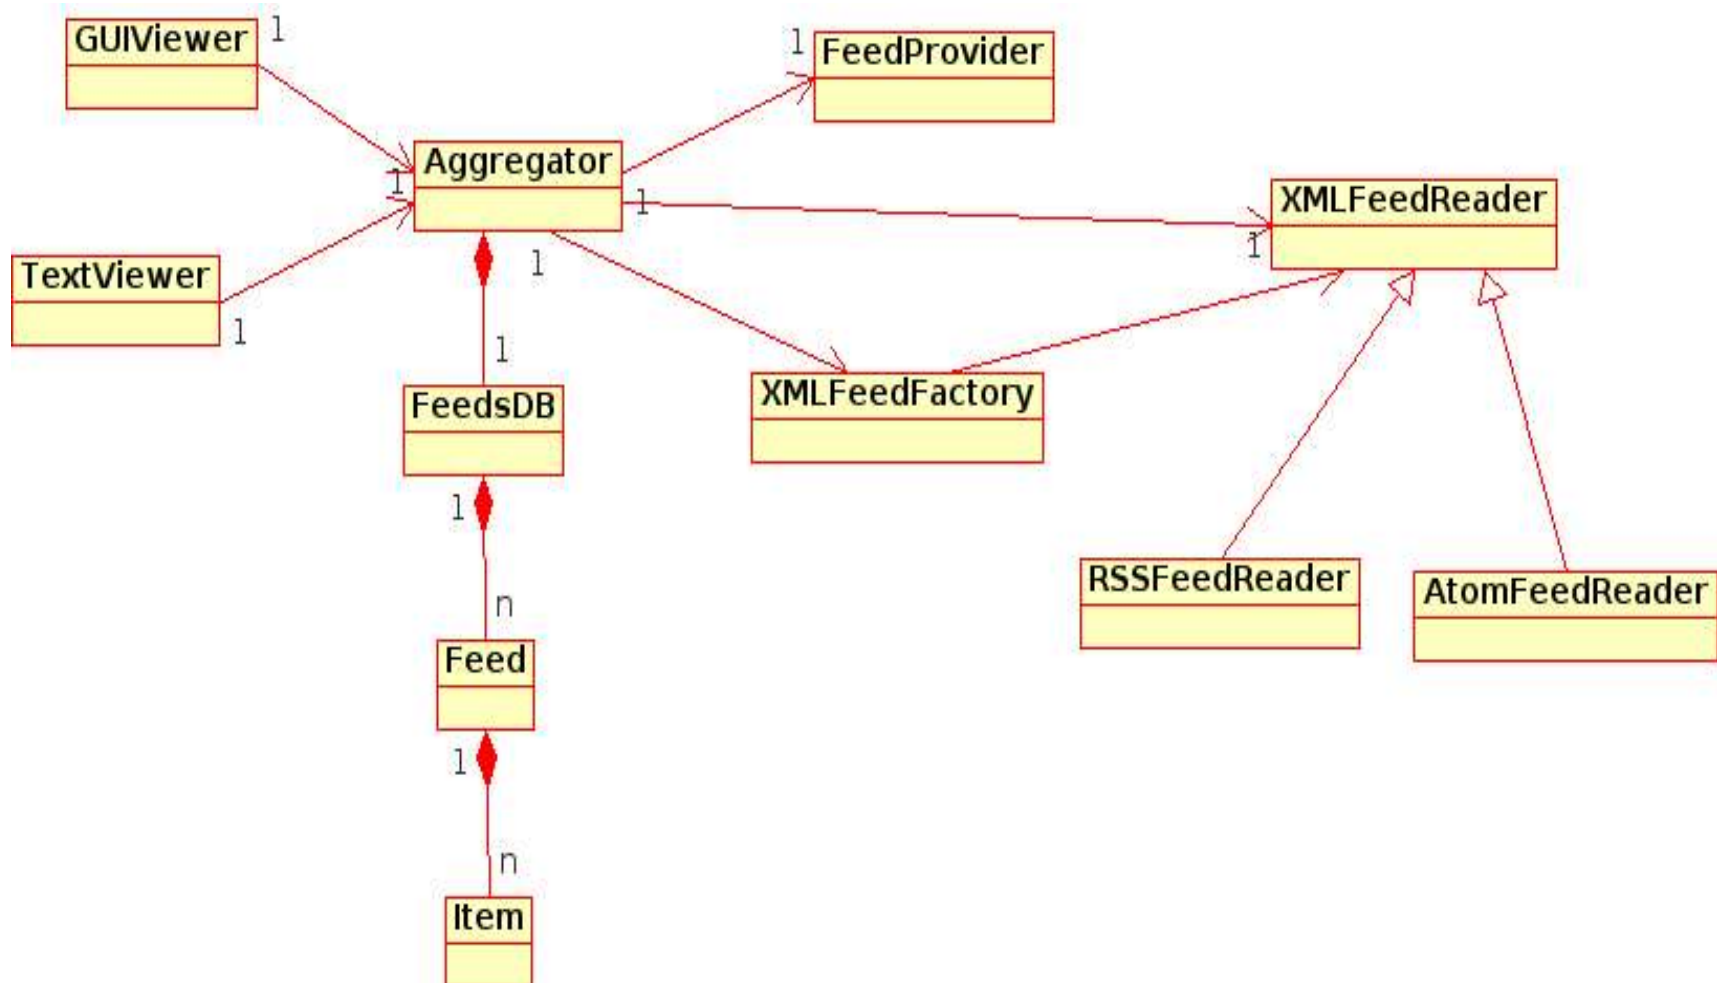 GUIViewer
1
1
FeedProvider
Aggregator
1
1
XMLFeedReader
1
1
TextViewer
1
1
FeedsDB
XMLFeedFactory
1
n
RSSFeedReader
AtomFeedReader
Feed
1
n
Item